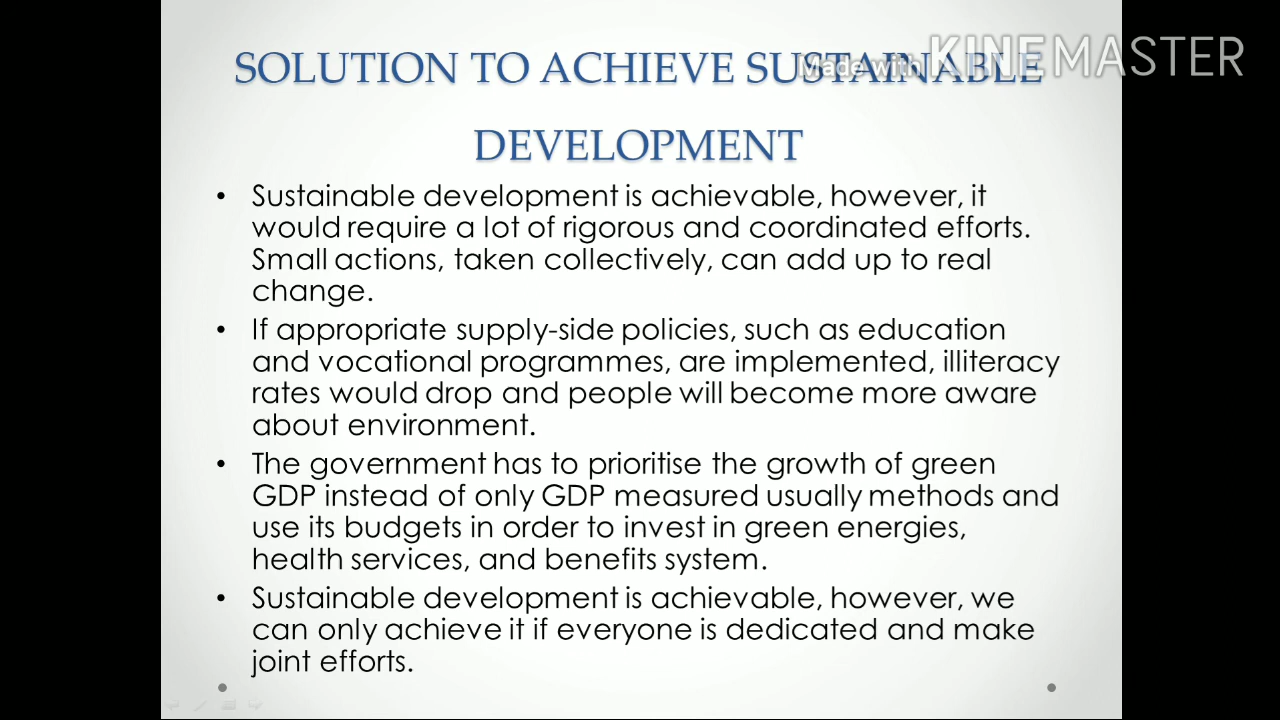 SOLUTION TO ACHIEVE SUSTAINABLE
Made with KINEMASTER
DEVELOPMENT
• Sustainable development is achievable, however, it
would require a lot of rigorous and coordinated efforts.
Small actions, taken collectively, can add up to real
change.
• If appropriate supply-side policies, such as education
and vocational programmes, are implemented, illiteracy
rates would drop and people will become more aware
about environment.
• The government has to prioritise the growth of green
GDP instead of only GDP measured usually methods and
use its budgets in order to invest in green energies,
health services, and benefits system.
• Sustainable development is achievable, however, we
can only achieve it if everyone is dedicated and make
joint efforts.